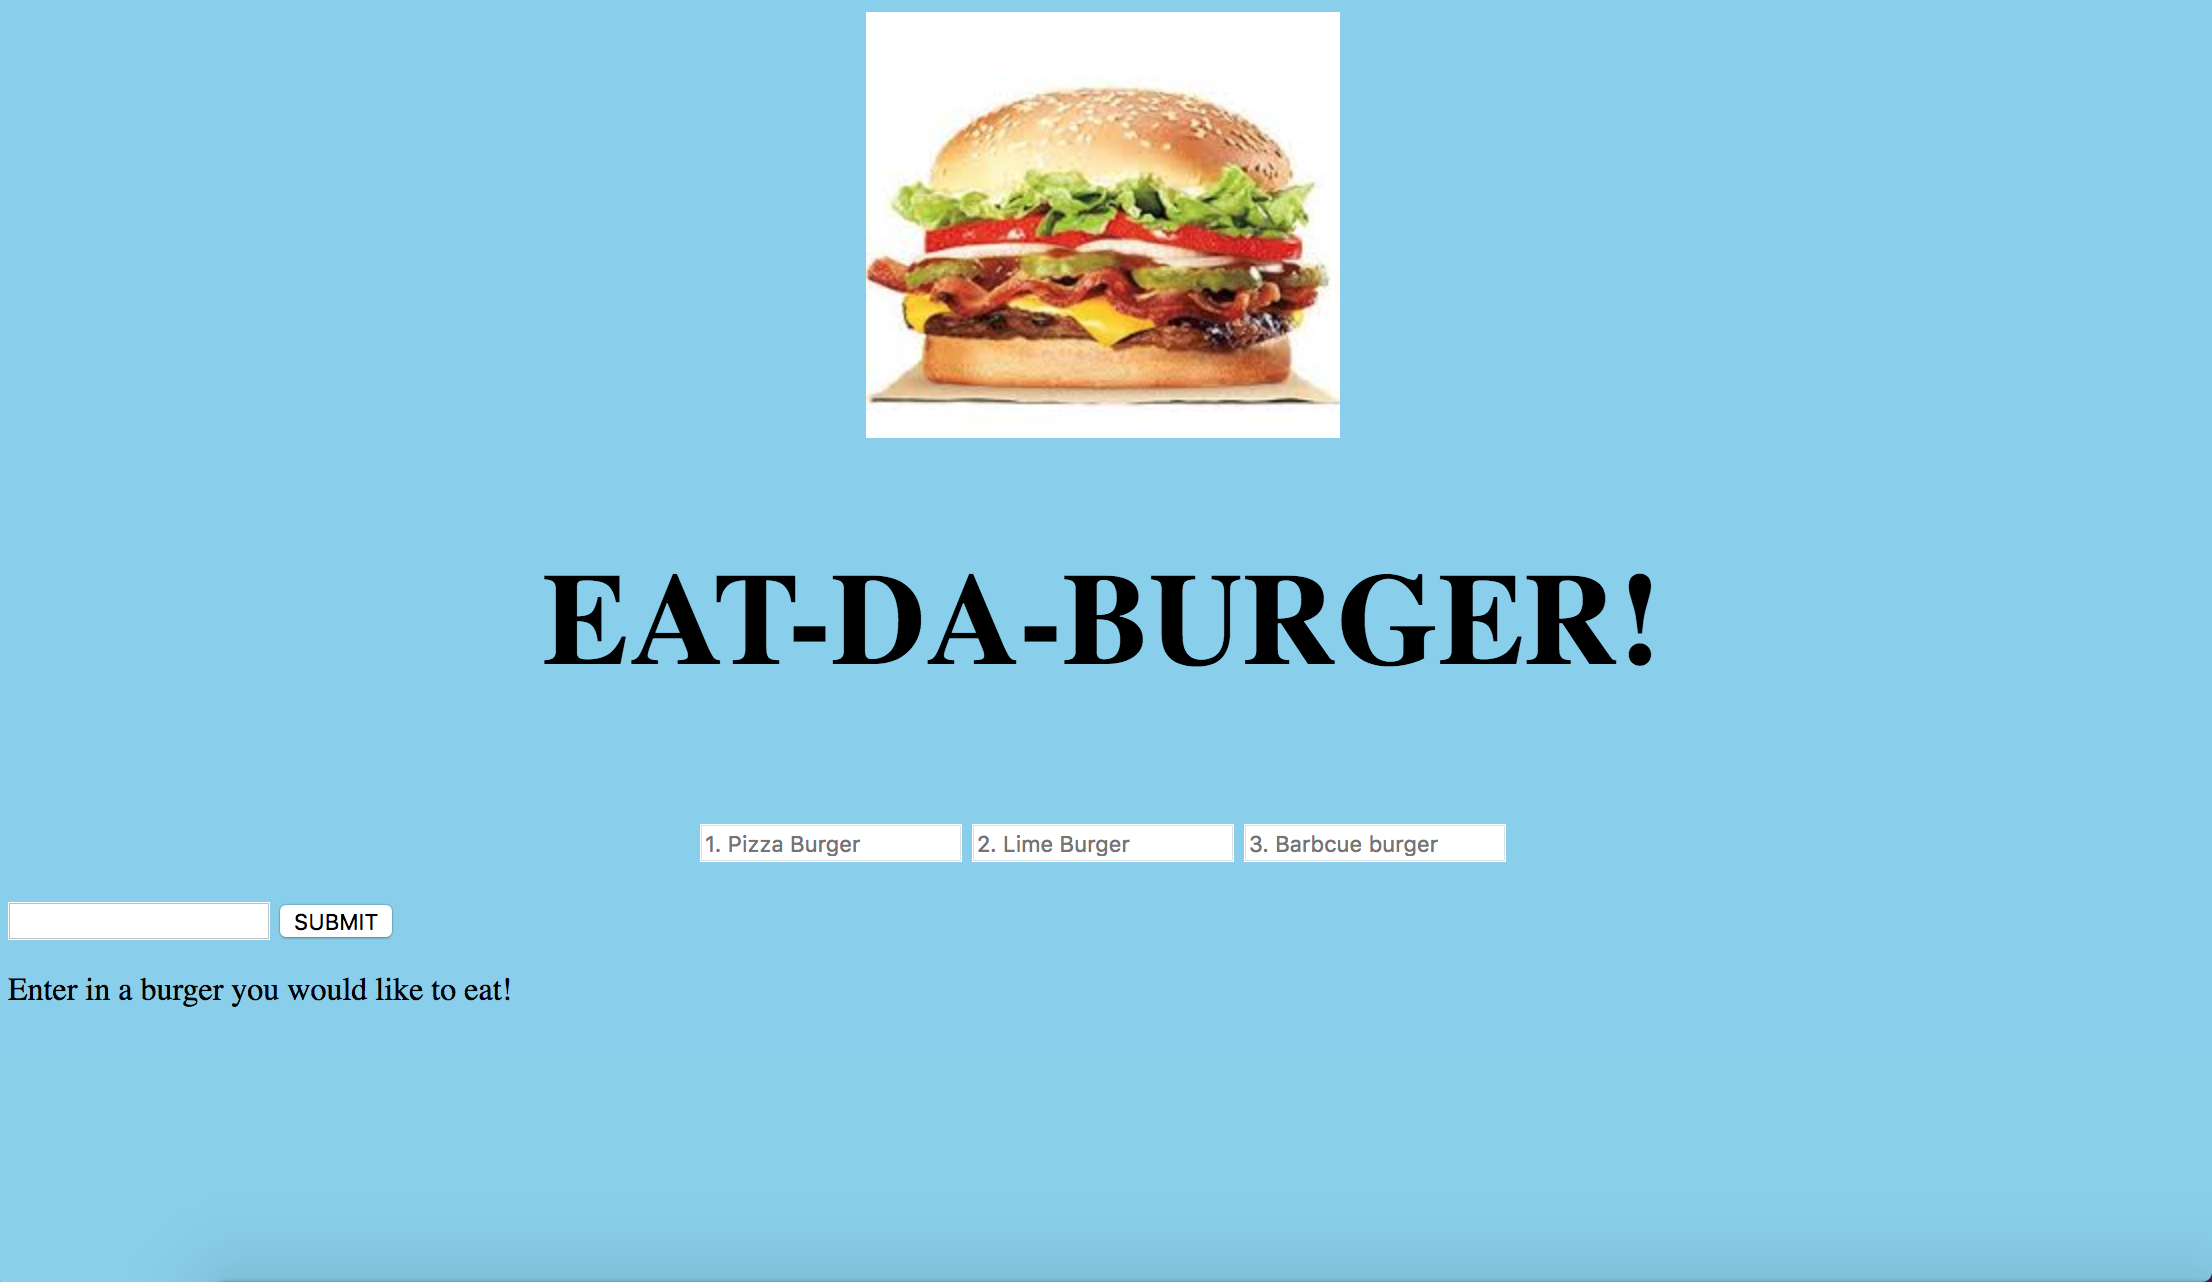 EAT-DA-BURGER!
1. Pizza Burger 2. Lime Burger 3. Barbcue burger
SUBMIT
Enter in a burger you would like to eat!